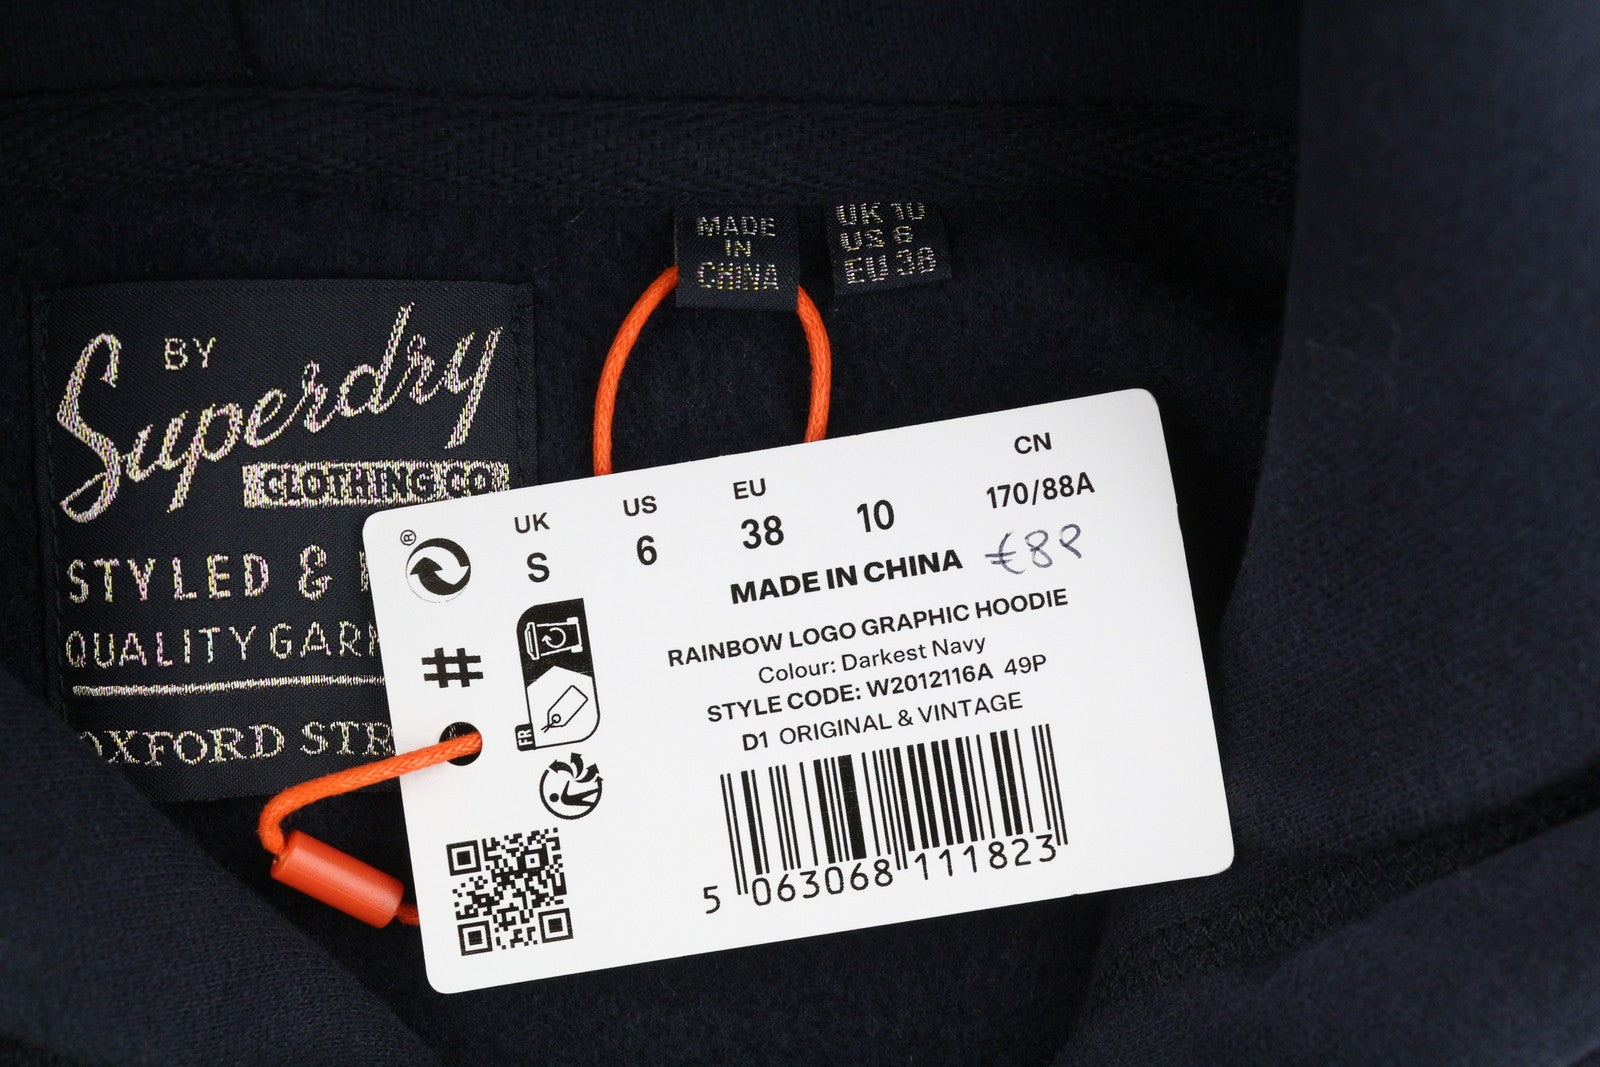 MADE
IN
CHINA
UK 10
US 6
EU 38
BY
Superdry
CLOTHING CO
STYLED &
QUALITY GARM
OXFORD STR
®
UK US EU CN
S 6 38 10 170/88A
MADE IN CHINA
RAINBOW LOGO GRAPHIC HOODIE
Colour: Darkest Navy
STYLE CODE: W2012116A 49P
D1 ORIGINAL & VINTAGE
#
FR
5 063068 111823